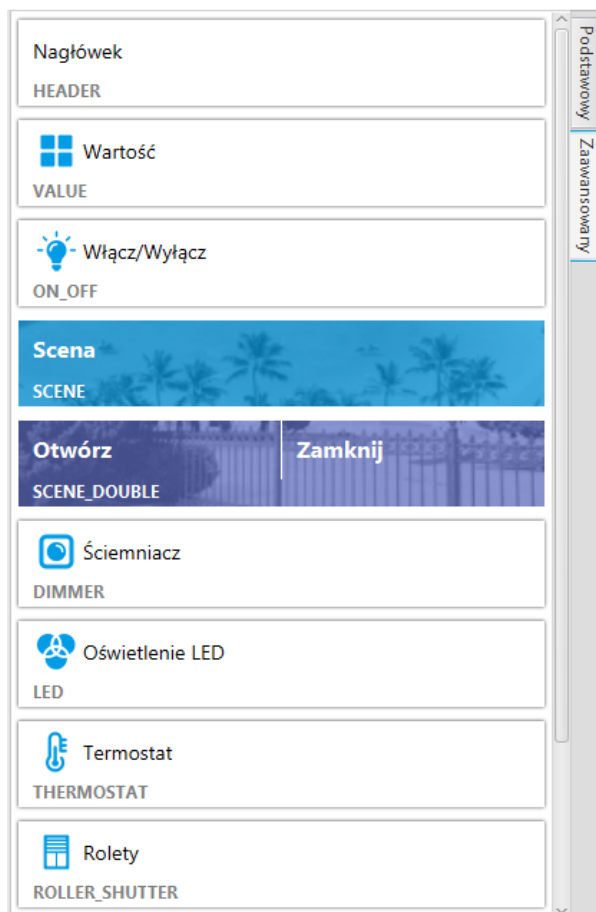 Nagłówek
HEADER
Wartość
VALUE
Włącz/Wyłącz
ON_OFF
Scena
SCENE
Otwórz Zamknij
SCENE_DOUBLE
Ściemniacz
DIMMER
Oświetlenie LED
LED
Termostat
THERMOSTAT
Rolety
ROLLER_SHUTTER
Podstawowy
Zaawansowany